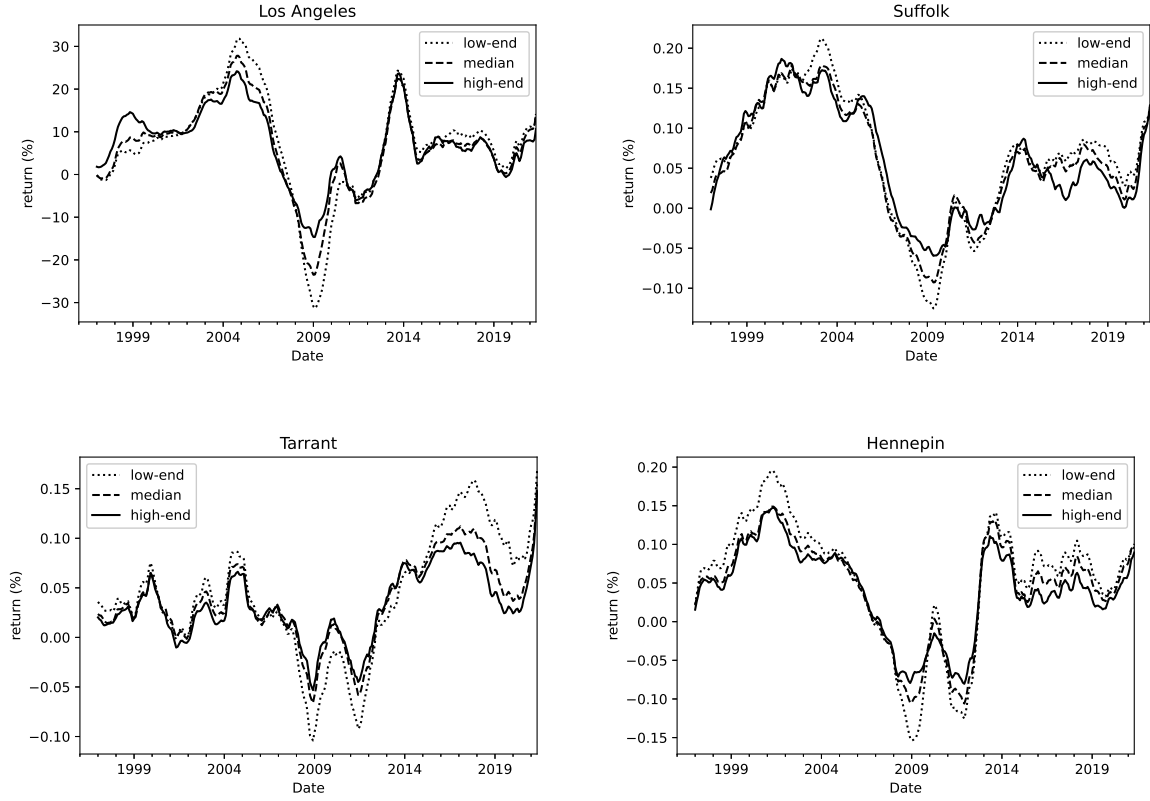 Los Angeles
return (%)
30
20
10
0
−10
−20
−30
low-end
median
high-end
1999
2004
2009
2014
2019
Date
Suffolk
return (%)
0.20
0.15
0.10
0.05
0.00
−0.05
−0.10
low-end
median
high-end
1999
2004
2009
2014
2019
Date
Tarrant
return (%)
0.15
0.10
0.05
0.00
−0.05
−0.10
low-end
median
high-end
1999
2004
2009
2014
2019
Date
Hennepin
return (%)
0.20
0.15
0.10
0.05
0.00
−0.05
−0.10
−0.15
low-end
median
high-end
1999
2004
2009
2014
2019
Date